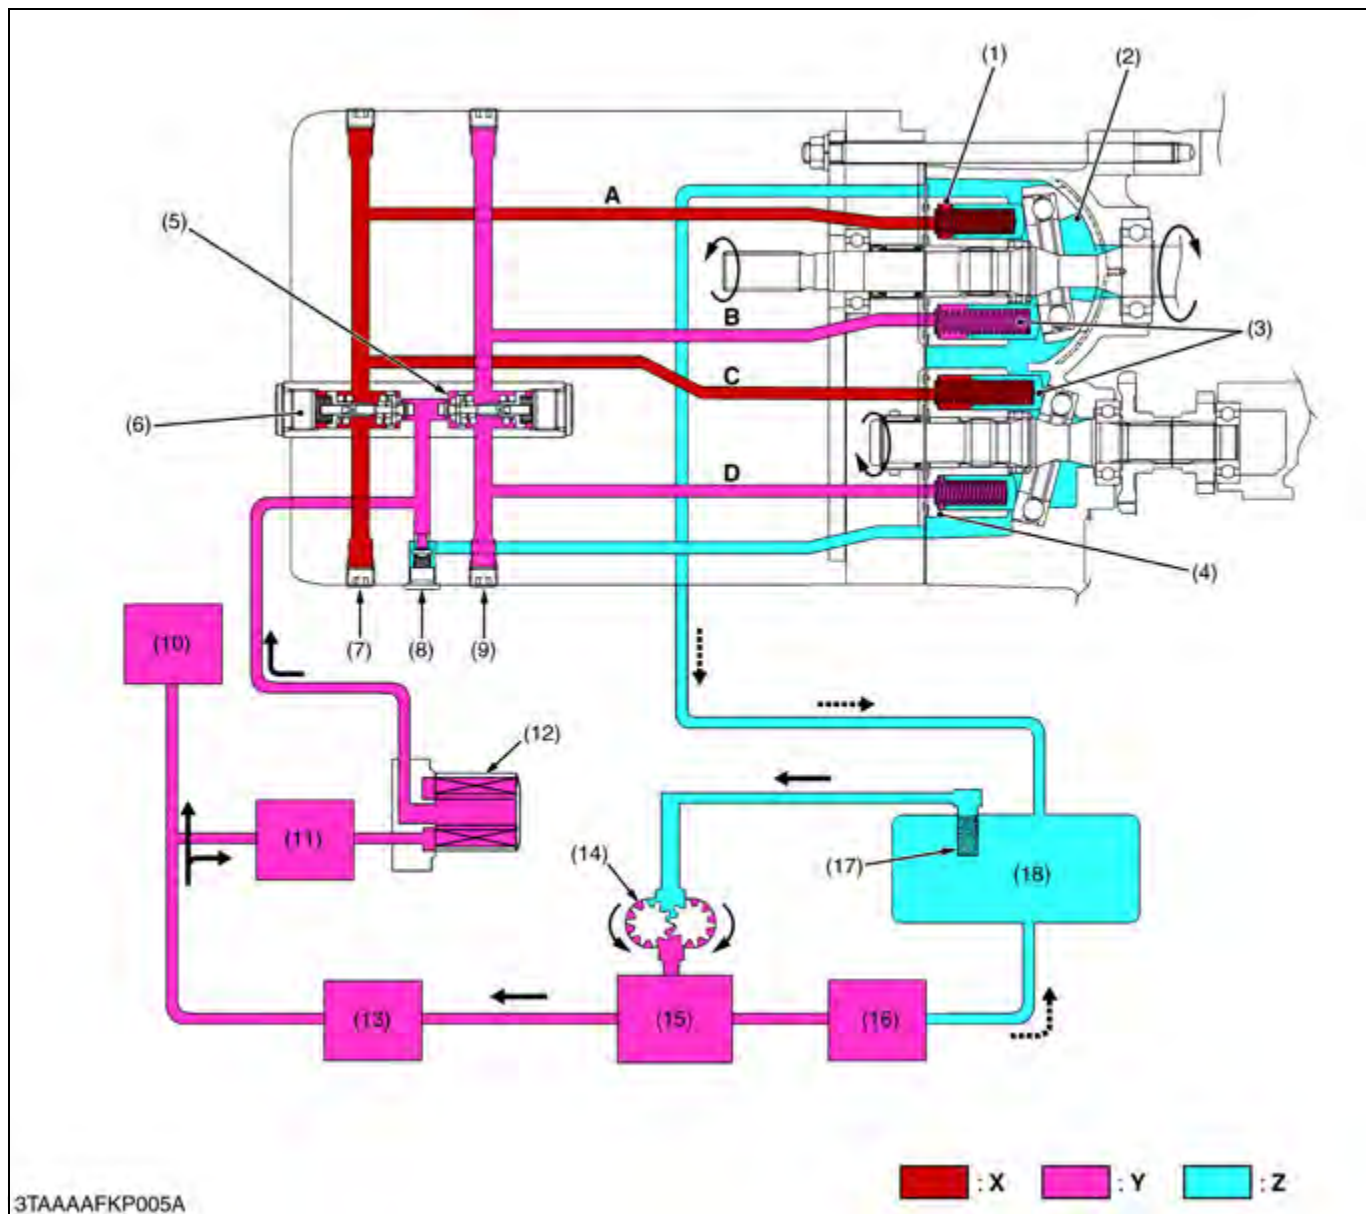 (1)
(2)
A
(5)
B
(3)
C
(6)
D
(4)
(7)
(8)
(9)
(10)
(12)
(11)
(14)
(17)
(18)
(13)
(15)
(16)
: X
: Y
: Z
3TAAAAFKP005A